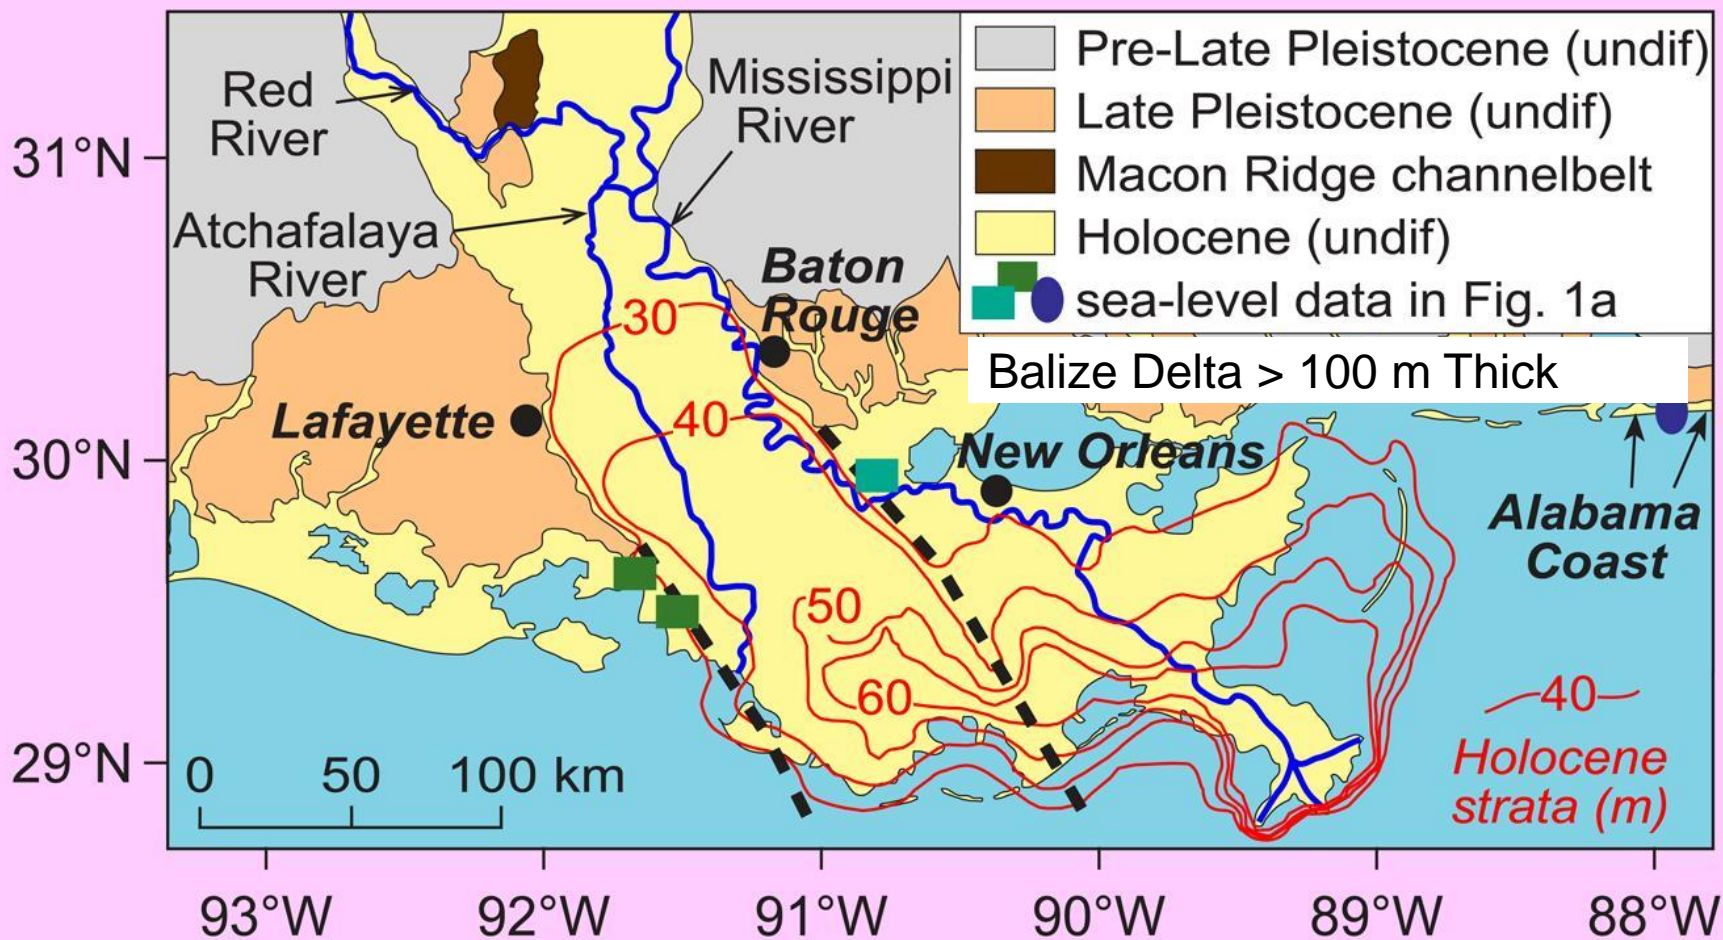 Red
River
Mississippi
River
Atchafalaya
River
Baton
Rouge
Lafayette
New Orleans
Alabama
Coast
Pre-Late Pleistocene (undif)
Late Pleistocene (undif)
Macon Ridge channelbelt
Holocene (undif)
sea-level data in Fig. 1a
Balize Delta > 100 m Thick
30
40
50
60
40
Holocene
strata (m)
0 50 100 km
31°N
30°N
29°N
93°W 92°W 91°W 90°W 89°W 88°W